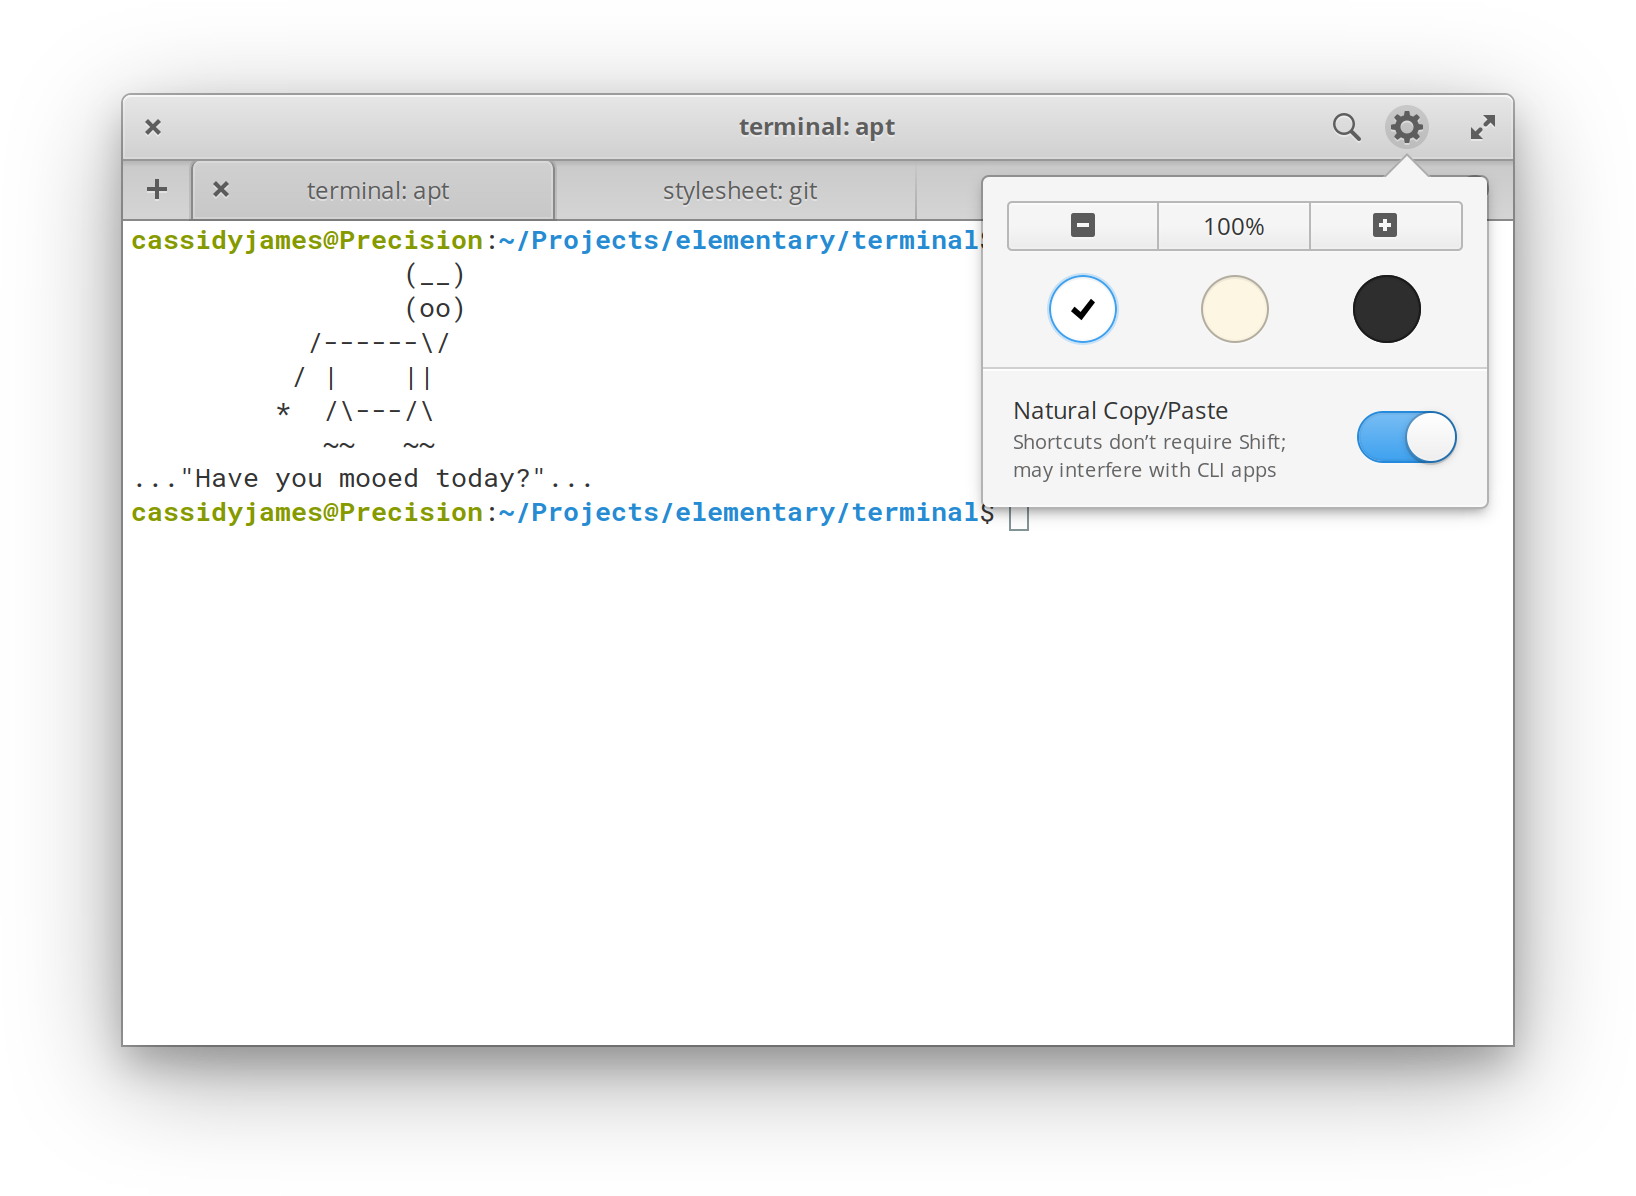 terminal: apt
terminal: apt
stylesheet: git
cassidyjames@Precision:~/Projects/elementary/terminal
                 (__)
                 (oo)
           /------\/
          / |    ||
         *  /\---/\
            ~~   ~~
..."Have you mooed today?"...
cassidyjames@Precision:~/Projects/elementary/terminal$
100%
Natural Copy/Paste
Shortcuts don’t require Shift;
may interfere with CLI apps